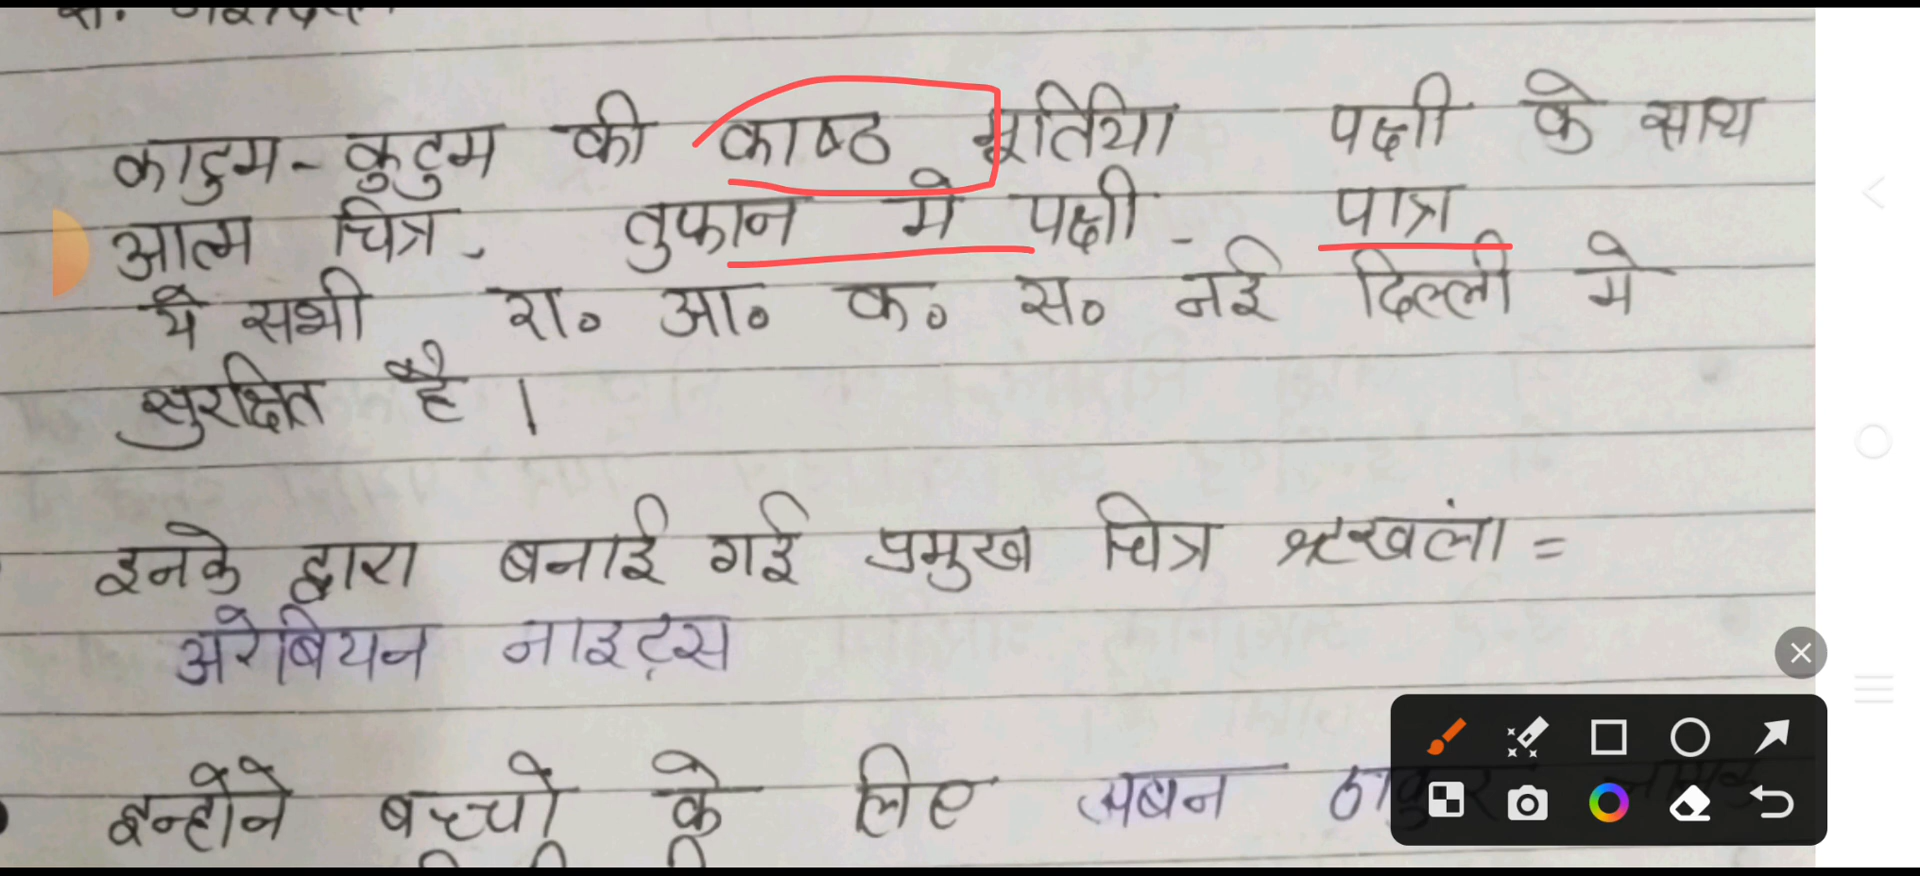 काटुम - कुटुम की काष्ठ मूर्तिया पक्षी के साथ
आत्म चित्र - तुफान मे पक्षी - पात्र
ये सभी रा० आ० क० स० नई दिल्ली मे
सुरक्षित है।
इनके द्वारा बनाई गई प्रमुख चित्र श्रृखलां =
अरेबियन नाइट्स
इन्होने बच्चो के लिए अबन ठाकुर